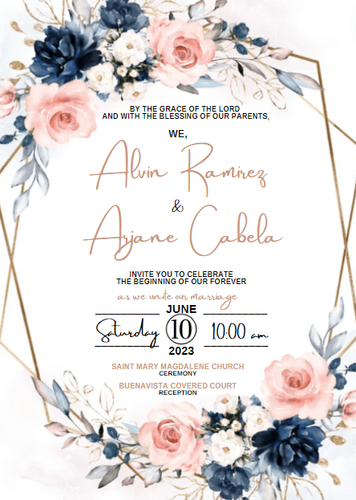 BY THE GRACE OF THE LORD
AND WITH THE BLESSING OF OUR PARENTS,
WE,
Alvin Ramirez
&
Arjane Cabela
INVITE YOU TO CELEBRATE
THE BEGINNING OF OUR FOREVER
as we unite our marriage
JUNE
Saturday 10 10:00 am
2023
SAINT MARY MAGDALENE CHURCH
CEREMONY
BUENAVISTA COVERED COURT
RECEPTION